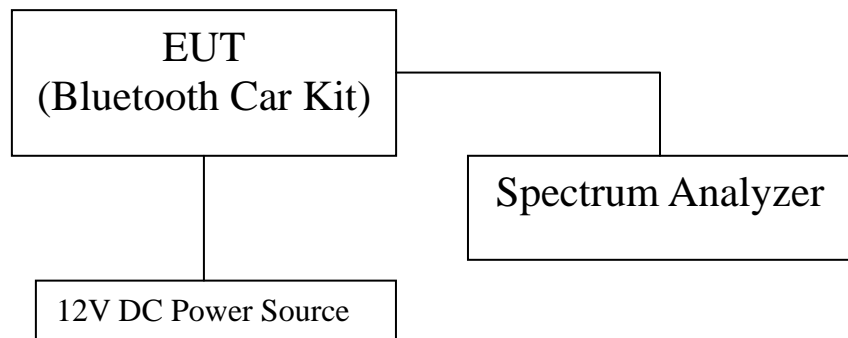 EUT
(Bluetooth Car Kit)
Spectrum Analyzer
12V DC Power Source